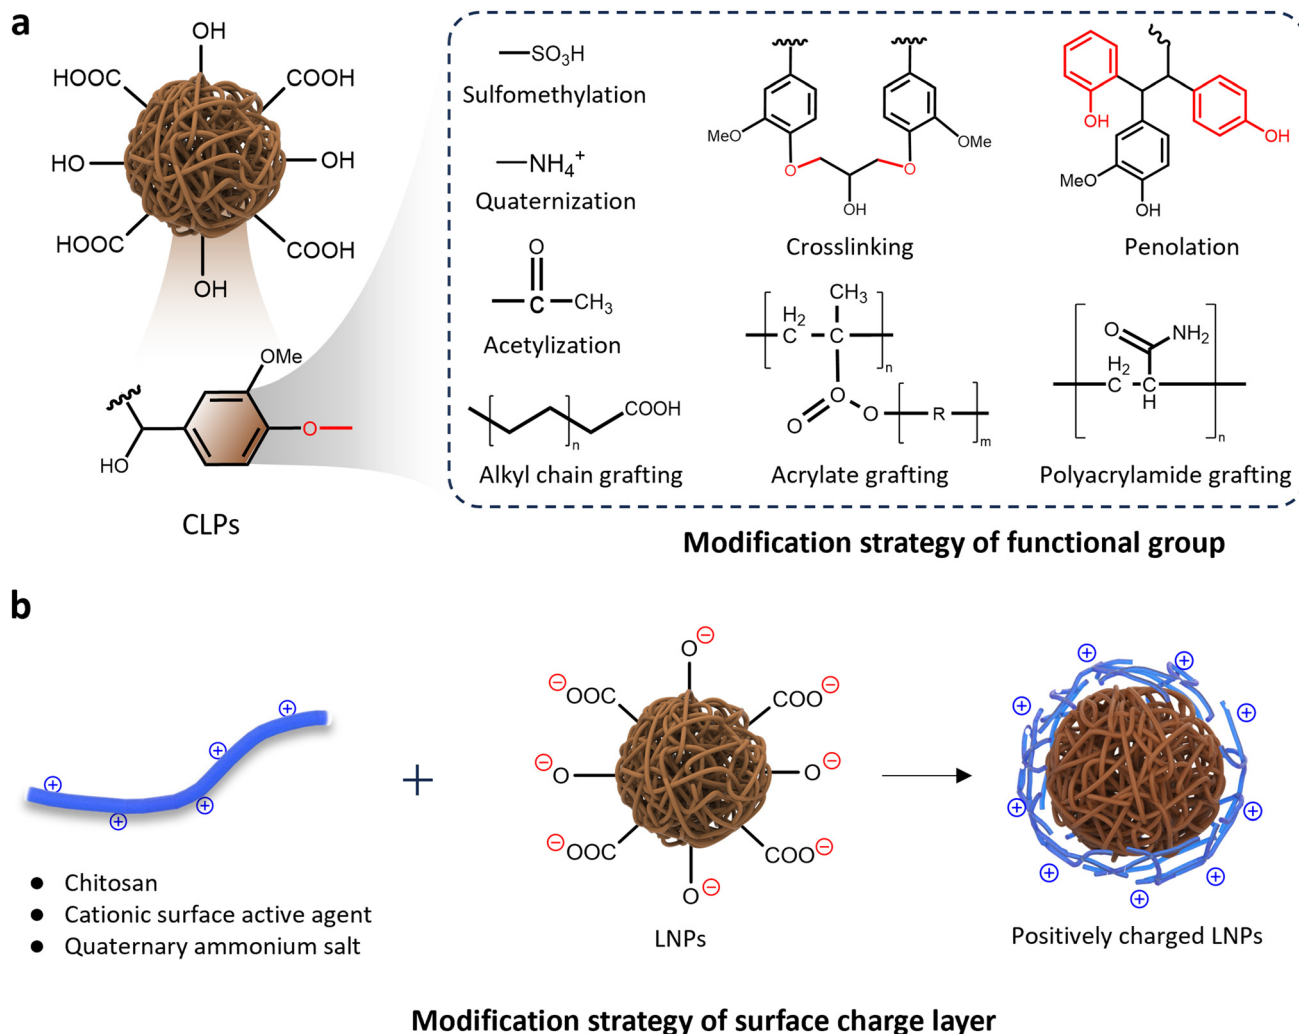 a
OH
HOOC
COOH
HO
OH
HOOC
COOH
OH
OMe
O
HO
CLPs
—SO₃H
Sulfomethylation
—NH₄⁺
Quaternization
O
C
CH₃
Acetylization
COOH
n
Alkyl chain grafting
MeO
OMe
O
O
OH
Crosslinking
OH
OH
MeO
OH
Penolation
CH₃
H₂
C
C
n
O
O
O
R
m
Acrylate grafting
O
NH₂
H₂
C
C
H
n
Polyacrylamide grafting
Modification strategy of functional group
b
+
+
+
+
+
● Chitosan
● Cationic surface active agent
● Quaternary ammonium salt
+
O⁻
⁻OOC
COO⁻
⁻O
O⁻
⁻OOC
COO⁻
O⁻
LNPs
+
+
+
+
+
+
+
+
+
Positively charged LNPs
Modification strategy of surface charge layer